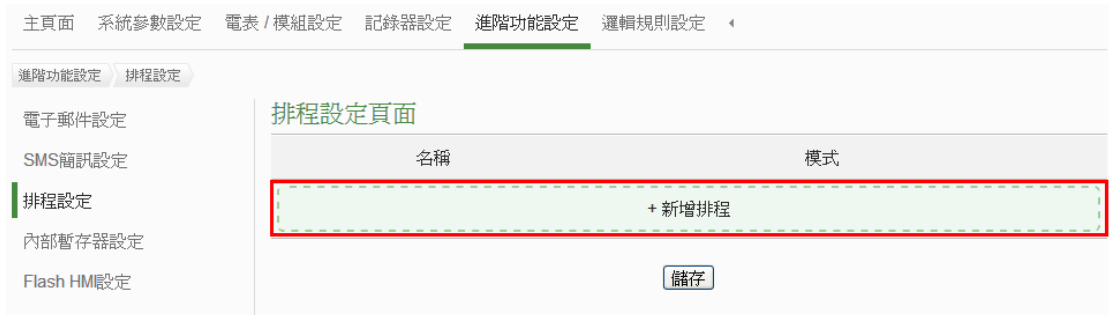 主頁面 系統參數設定 電表 / 模組設定 記錄器設定 進階功能設定 邏輯規則設定
進階功能設定 排程設定
電子郵件設定
SMS簡訊設定
排程設定
內部暫存器設定
Flash HMI設定
排程設定頁面
名稱 模式
+ 新增排程
儲存